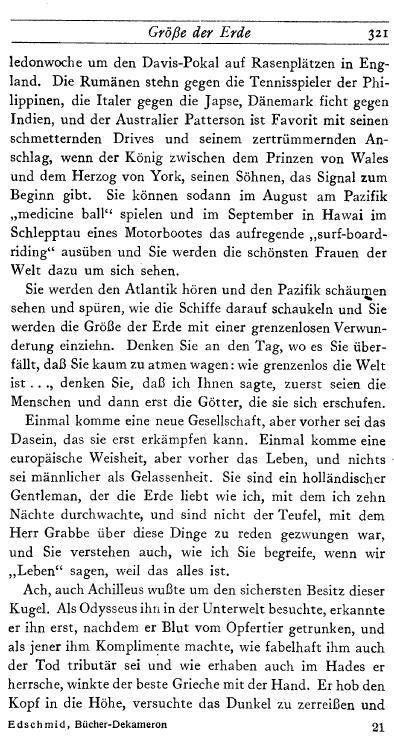 Größe der Erde 321
ledonwoche um den Davis-Pokal auf Rasenplätzen in Eng-
land. Die Rumänen stehn gegen die Tennisspieler der Phi-
lippinen, die Italer gegen die Japse, Dänemark ficht gegen
Indien, und der Australier Patterson ist Favorit mit seinen
schmetternden Drives und seinem zertrümmernden An-
schlag, wenn der König zwischen dem Prinzen von Wales
und dem Herzog von York, seinen Söhnen, das Signal zum
Beginn gibt. Sie können sodann im August am Pazifik
„medicine ball“ spielen und im September in Hawai im
Schlepptau eines Motorbootes das aufregende „surf-board-
riding“ ausüben und Sie werden die schönsten Frauen der
Welt dazu um sich sehen.
Sie werden den Atlantik hören und den Pazifik schäumen
sehen und spüren, wie die Schiffe darauf schaukeln und Sie
werden die Größe der Erde mit einer grenzenlosen Verwun-
derung einziehn. Denken Sie an den Tag, wo es Sie über-
fällt, daß Sie kaum zu atmen wagen: wie grenzenlos die Welt
ist . . ., denken Sie, daß ich Ihnen sagte, zuerst seien die
Menschen und dann erst die Götter, die sie sich erschufen.
Einmal komme eine neue Gesellschaft, aber vorher sei das
Dasein, das sie erst erkämpfen kann. Einmal komme eine
europäische Weisheit, aber vorher das Leben, und nichts
sei männlicher als Gelassenheit. Sie sind ein holländischer
Gentleman, der die Erde liebt wie ich, mit dem ich zehn
Nächte durchwachte, und sind nicht der Teufel, mit dem
Herr Grabbe über diese Dinge zu reden gezwungen war,
und Sie verstehen auch, wie ich Sie begreife, wenn wir
„Leben“ sagen, weil das alles ist.
Ach, auch Achilleus wußte um den sichersten Besitz dieser
Kugel. Als Odysseus ihn in der Unterwelt besuchte, erkannte
er ihn erst, nachdem er Blut vom Opfertier getrunken, und
als jener ihm Komplimente machte, wie fabelhaft ihm auch
der Tod tributär sei und wie erhaben auch im Hades er
herrsche, winkte der beste Grieche mit der Hand. Er hob den
Kopf in die Höhe, versuchte das Dunkel zu zerreißen und
Edschmid, Bücher-Dekameron 21